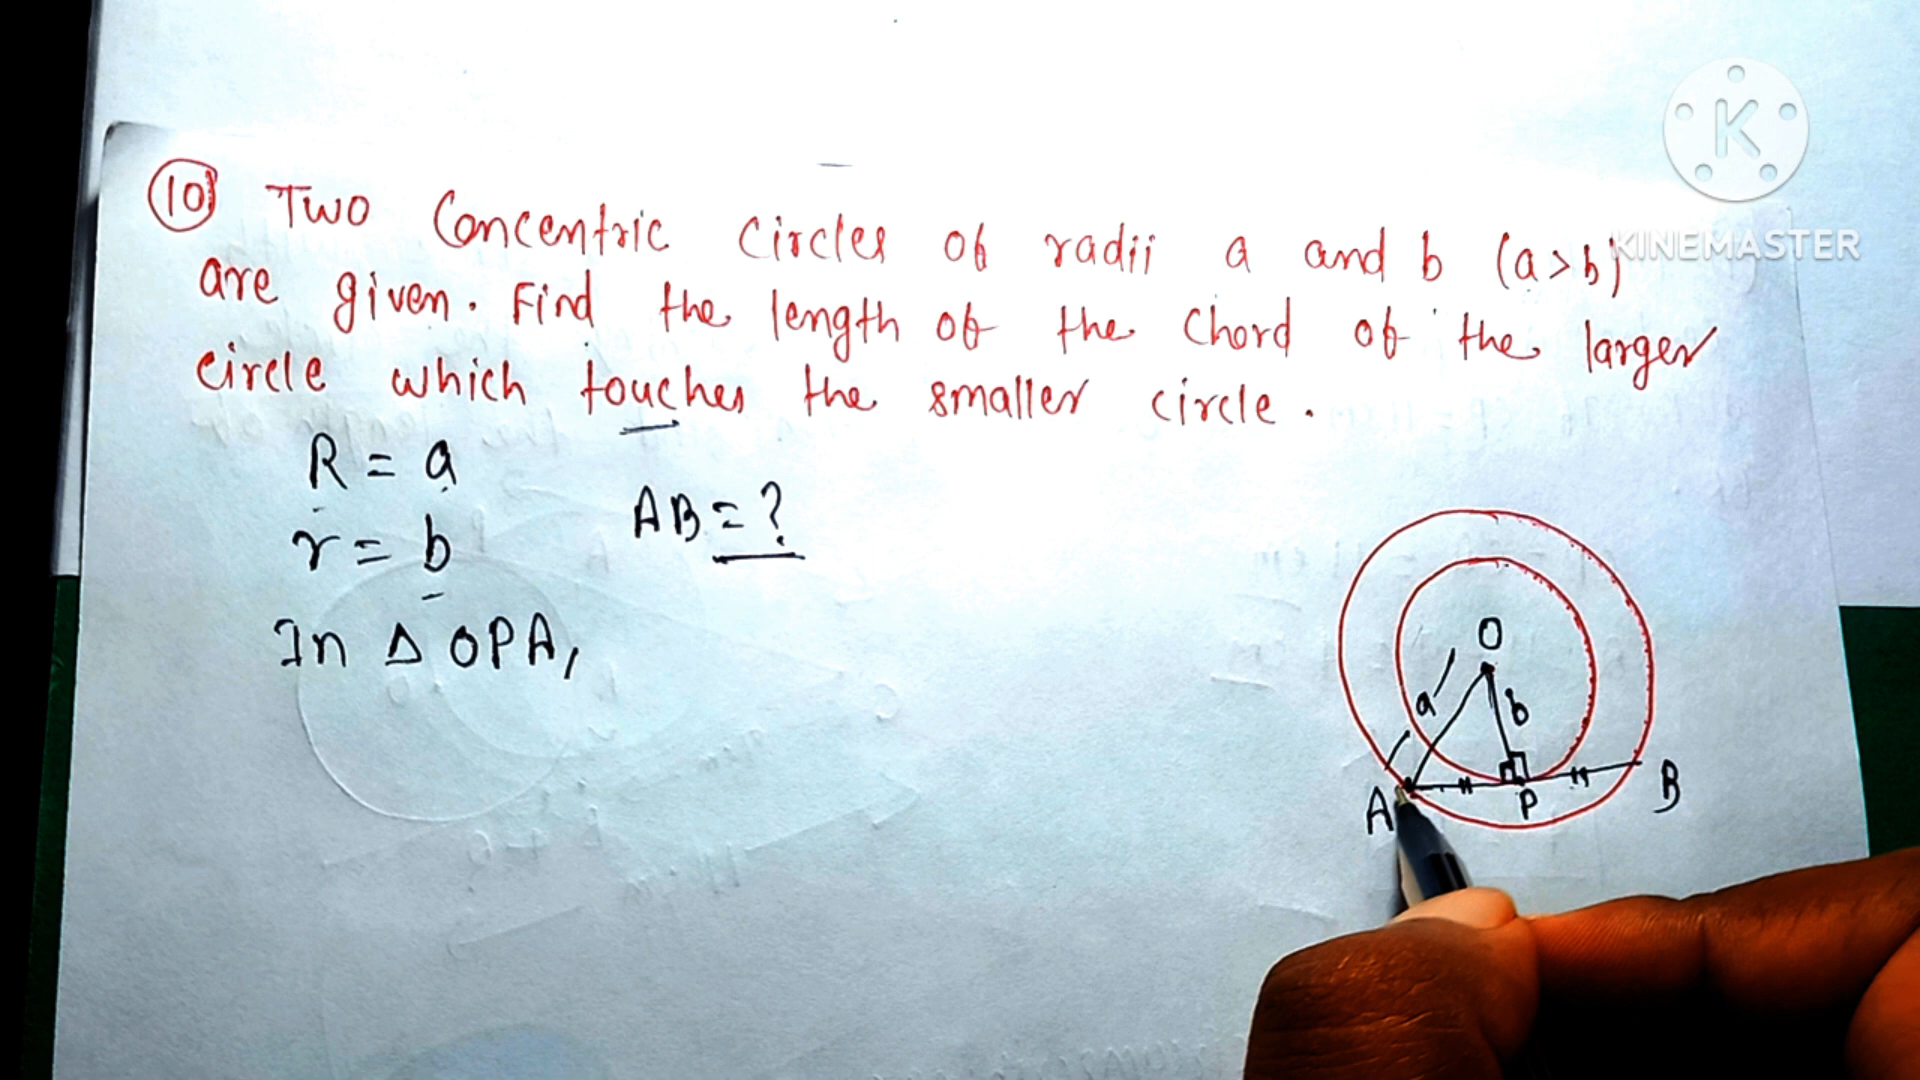 10) Two Concentric circles of radii a and b (a>b)
are given. Find the length of the chord of the larger
circle which touches the smaller circle.
R = a
r = b
AB = ?
In Δ OPA,
O
a
b
A
P
B
K
KINEMASTER